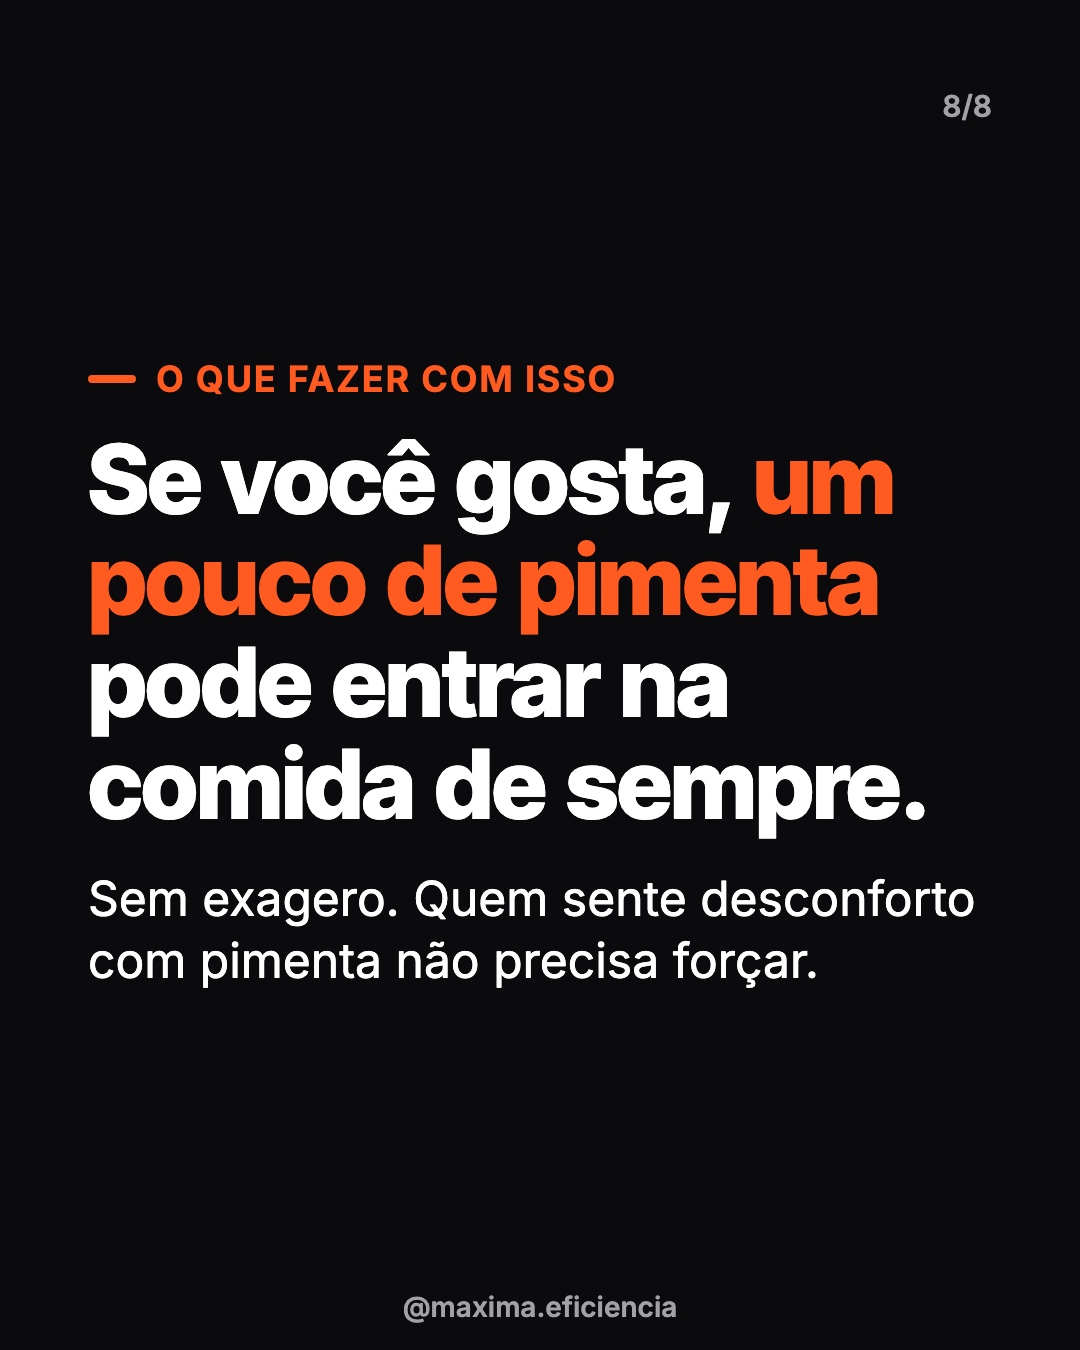 8/8
O QUE FAZER COM ISSO
Se você gosta, um
pouco de pimenta
pode entrar na
comida de sempre.
Sem exagero. Quem sente desconforto
com pimenta não precisa forçar.
@maxima.eficiencia